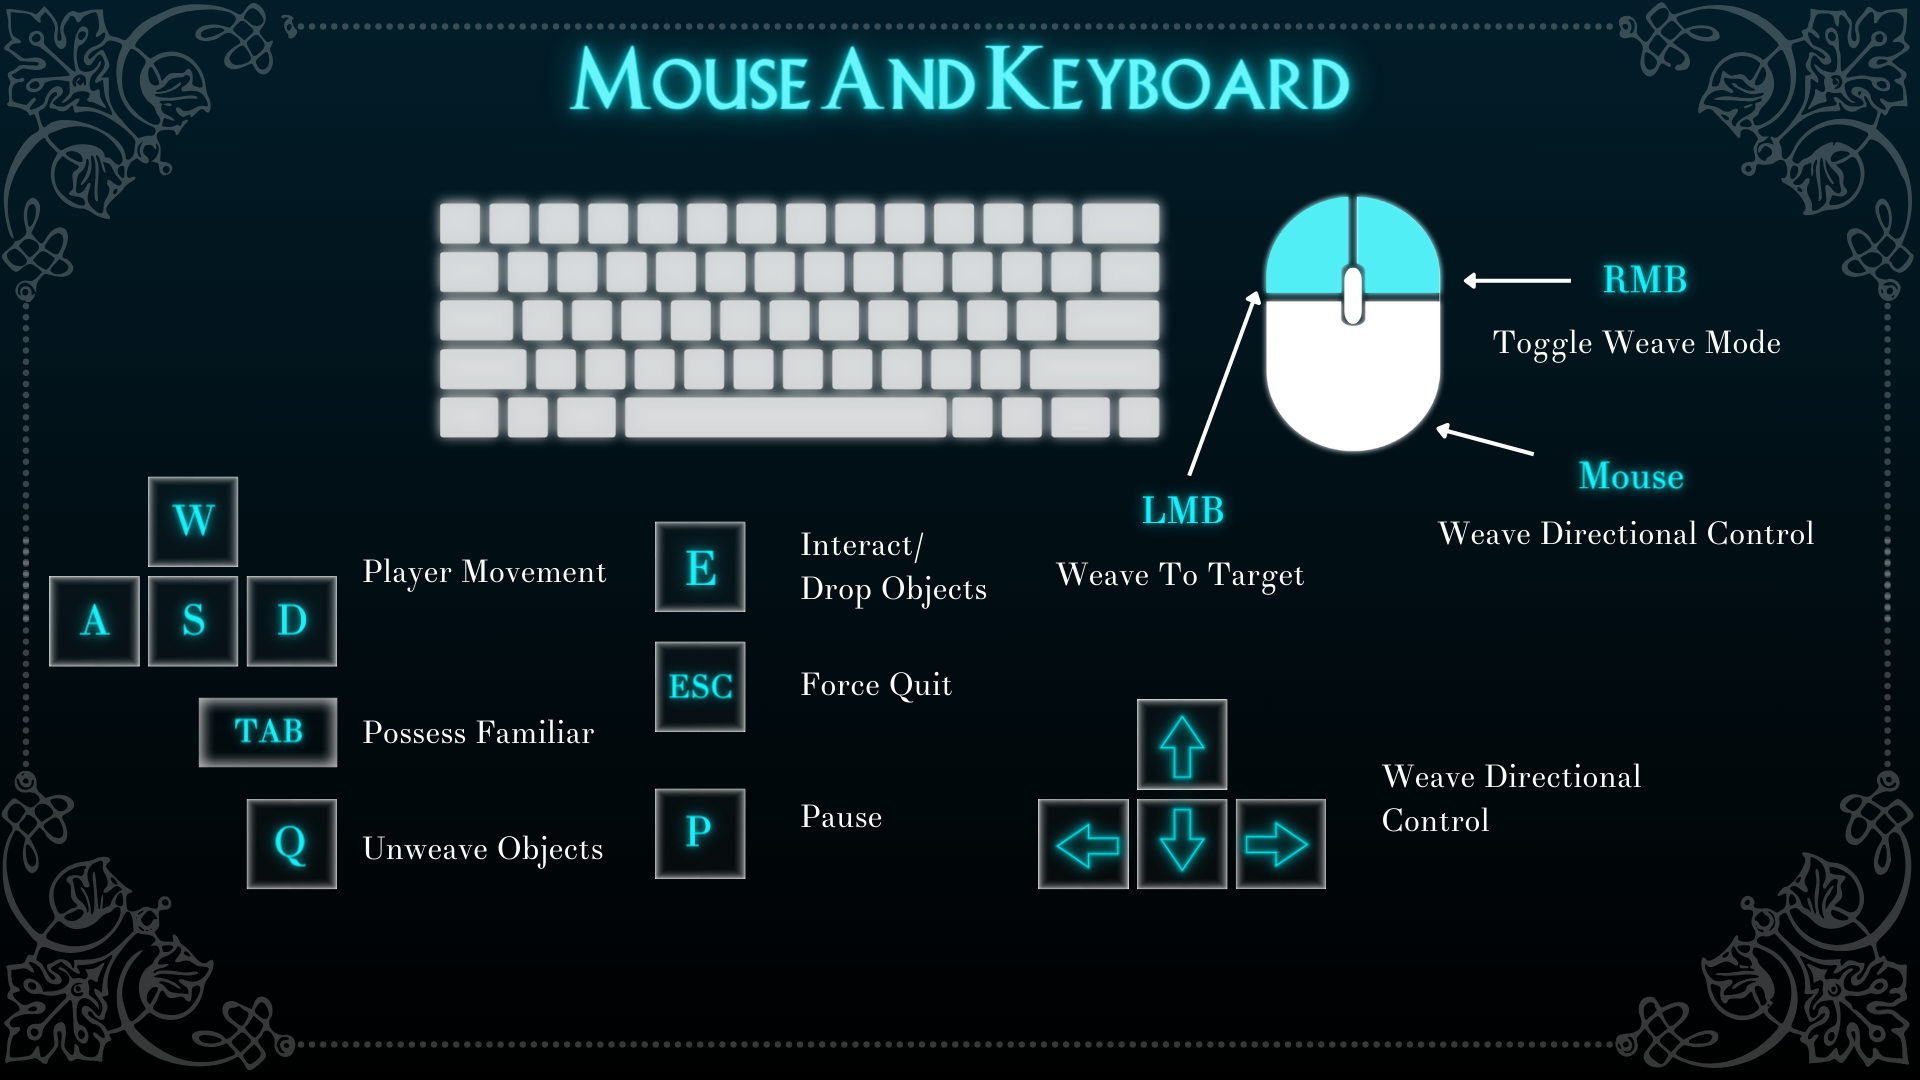 Mouse And Keyboard
RMB
Toggle Weave Mode
Mouse
Weave Directional Control
LMB
Weave To Target
W
A S D
Player Movement
TAB
Possess Familiar
Q
Unweave Objects
E
Interact/
Drop Objects
ESC
Force Quit
P
Pause
Weave Directional
Control